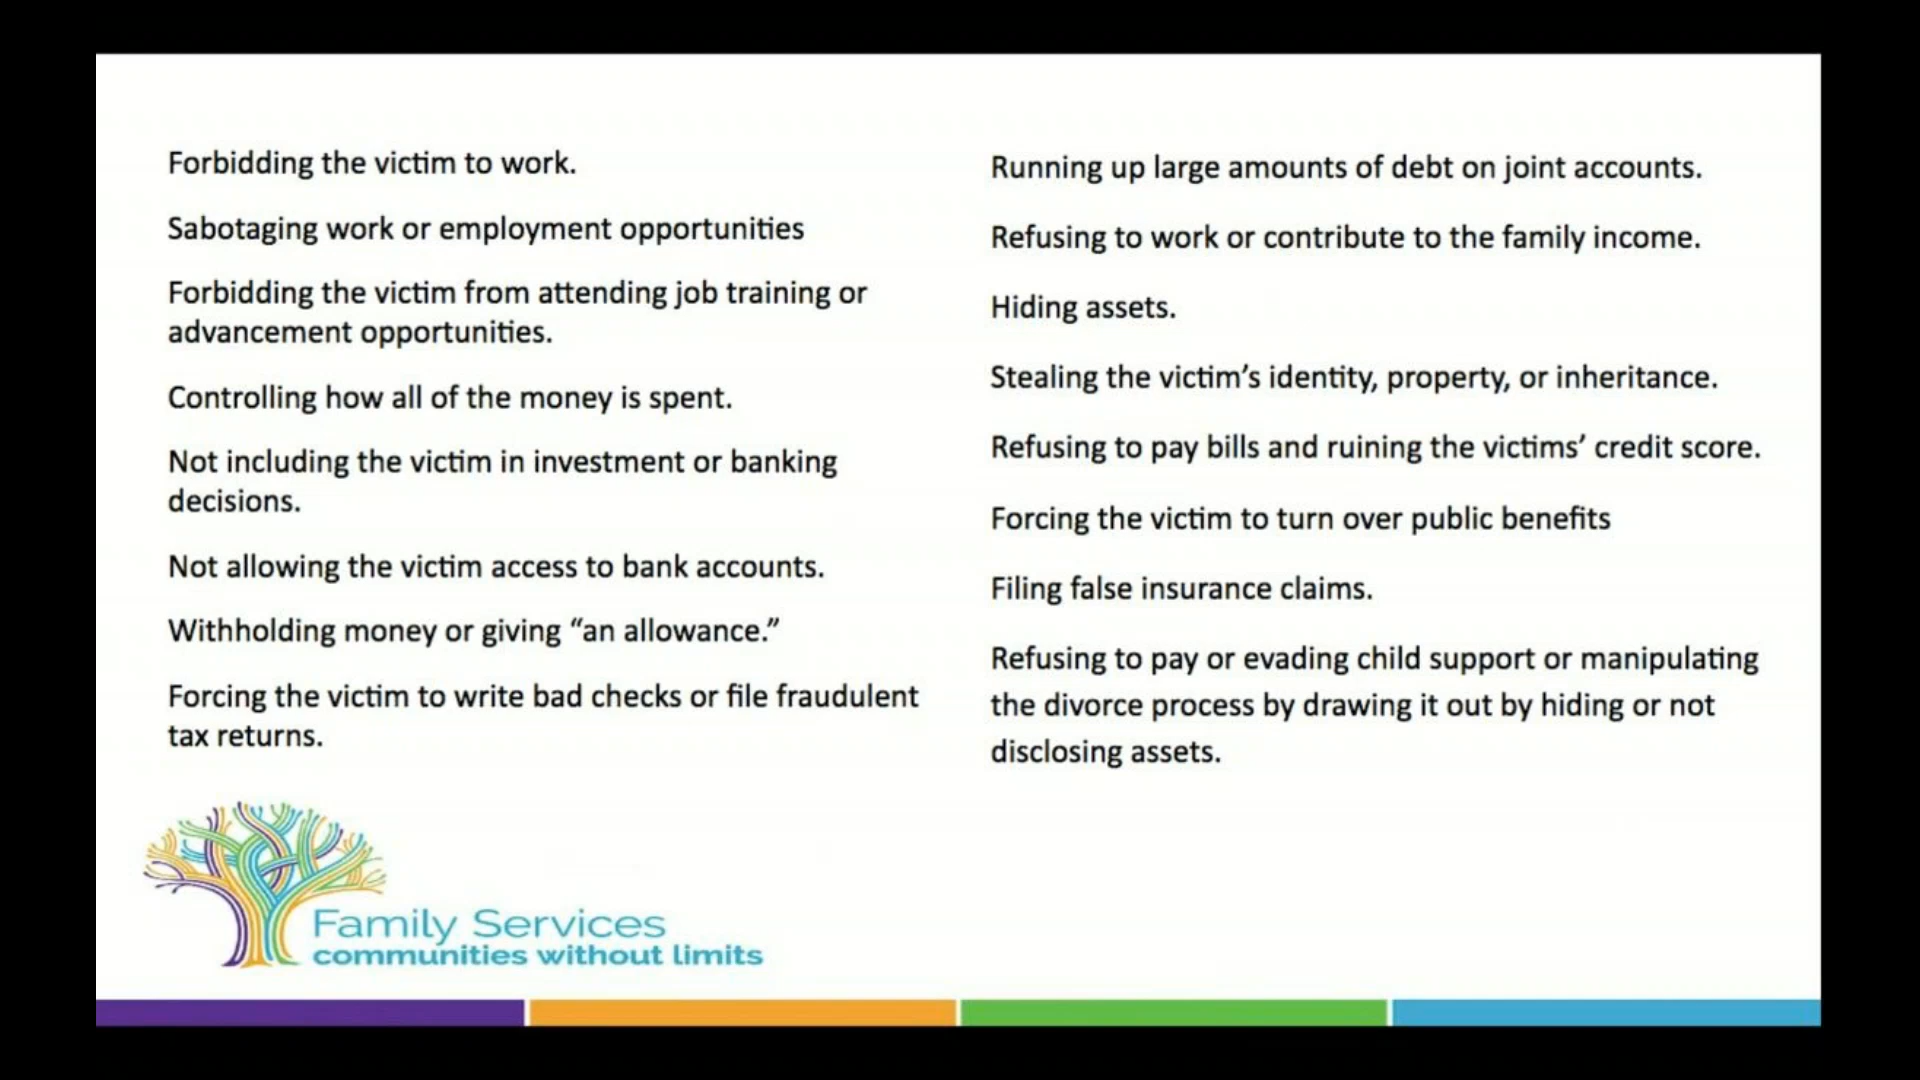 Forbidding the victim to work.
Sabotaging work or employment opportunities
Forbidding the victim from attending job training or
advancement opportunities.
Controlling how all of the money is spent.
Not including the victim in investment or banking
decisions.
Not allowing the victim access to bank accounts.
Withholding money or giving “an allowance.”
Forcing the victim to write bad checks or file fraudulent
tax returns.
Running up large amounts of debt on joint accounts.
Refusing to work or contribute to the family income.
Hiding assets.
Stealing the victim’s identity, property, or inheritance.
Refusing to pay bills and ruining the victims’ credit score.
Forcing the victim to turn over public benefits
Filing false insurance claims.
Refusing to pay or evading child support or manipulating
the divorce process by drawing it out by hiding or not
disclosing assets.
Family Services
communities without limits